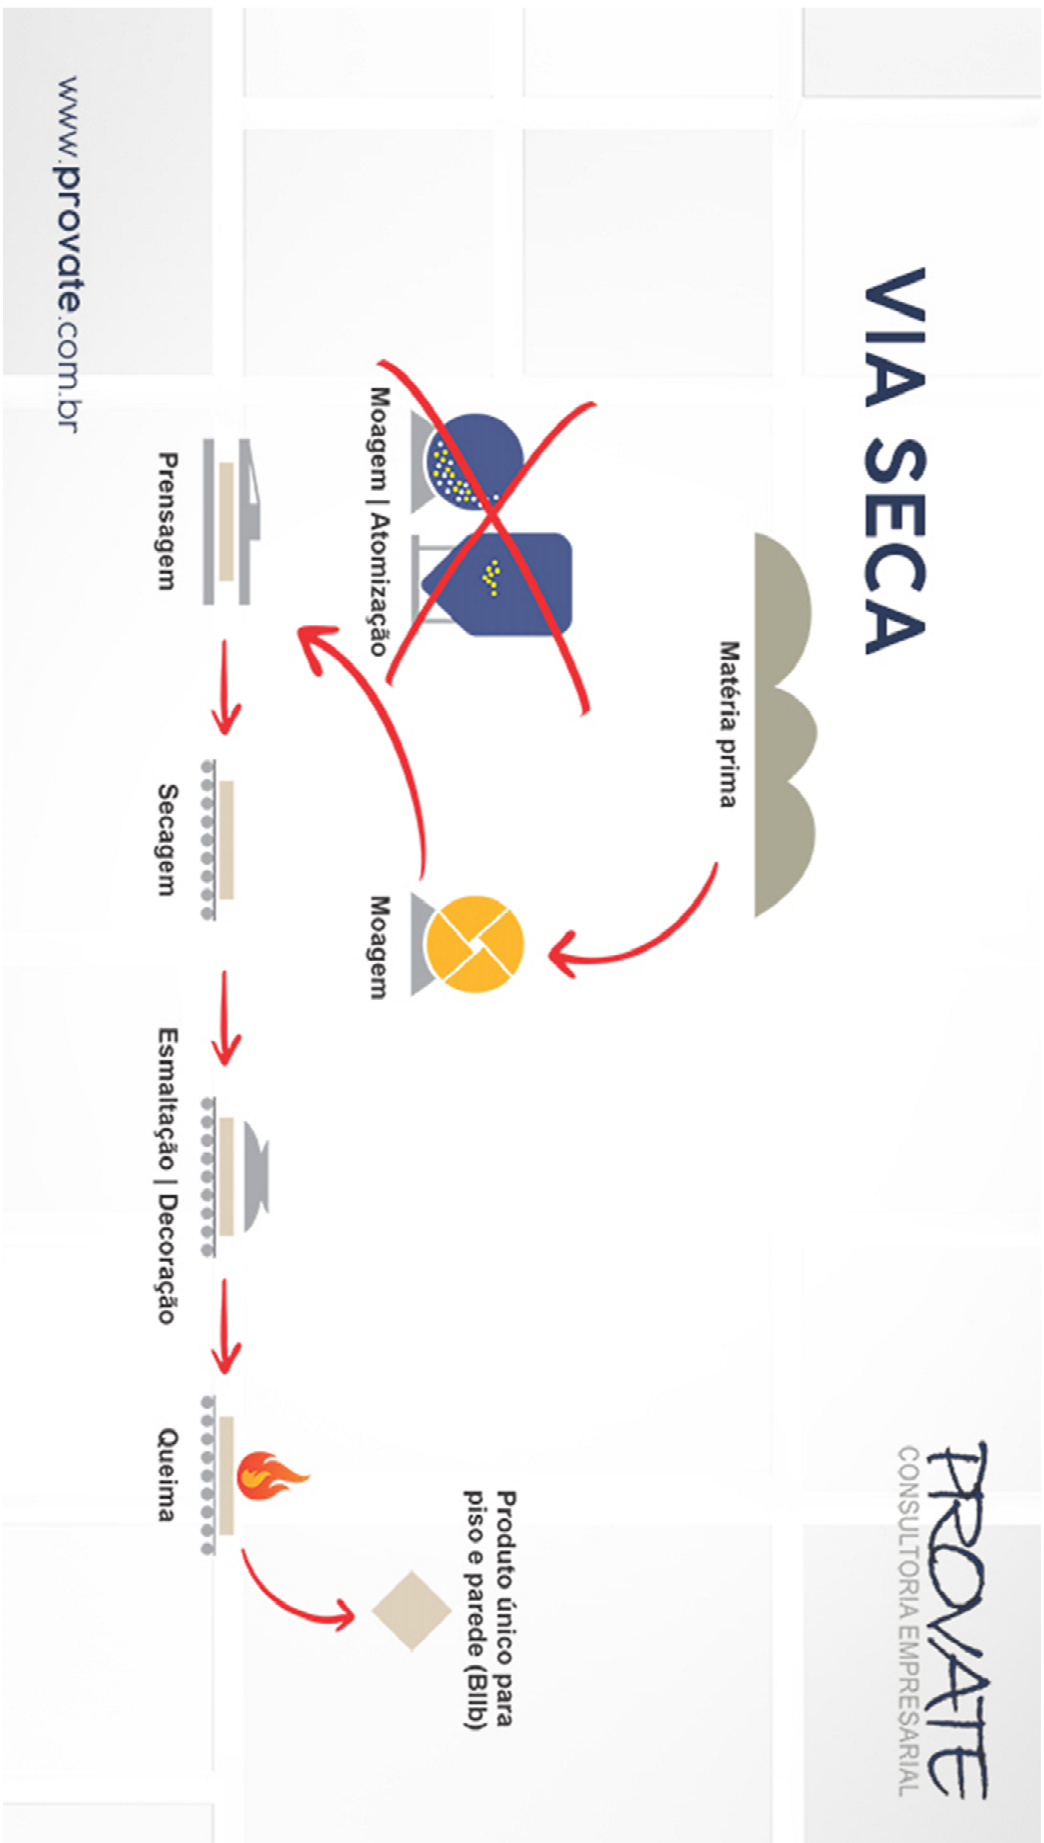 VIA SECA
PROVATE
CONSULTORIA EMPRESARIAL
Matéria prima
Moagem | Atomização
Moagem
Produto único para
piso e parede (BIIb)
Prensagem
Secagem
Esmaltação | Decoração
Queima
www.provate.com.br